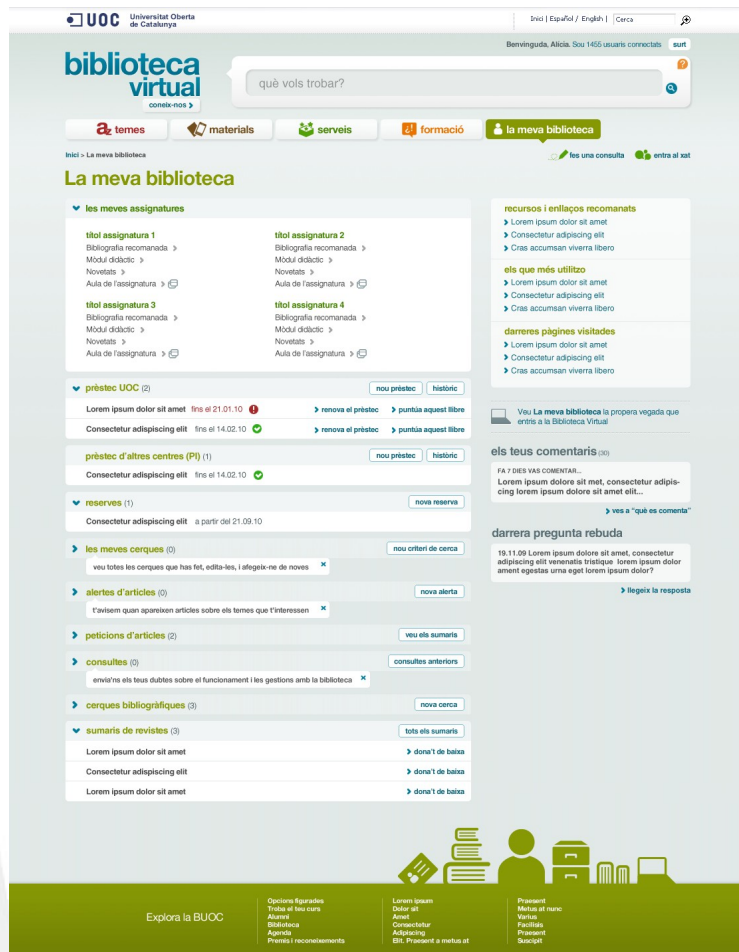 UOC Universitat Oberta
de Catalunya
Inici | Español / English | Cerca
Benvinguda, Alícia. Sou 1455 usuaris connectats surt
biblioteca
virtual
coneix-nos
què vols trobar?
?
az temes
materials
serveis
¿! formació
la meva biblioteca
Inici > La meva biblioteca
fes una consulta
entra al xat
La meva biblioteca
les meves assignatures
títol assignatura 1
Bibliografia recomanada
Mòdul didàctic
Novetats
Aula de l'assignatura
títol assignatura 2
Bibliografia recomanada
Mòdul didàctic
Novetats
Aula de l'assignatura
títol assignatura 3
Bibliografia recomanada
Mòdul didàctic
Novetats
Aula de l'assignatura
títol assignatura 4
Bibliografia recomanada
Mòdul didàctic
Novetats
Aula de l'assignatura
prèstec UOC (2) nou prèstec històric
Lorem ipsum dolor sit amet fins el 21.01.10 ! renova el prèstec puntúa aquest llibre
Consectetur adispiscing elit fins el 14.02.10 renova el prèstec puntúa aquest llibre
prèstec d'altres centres (PI) (1) nou prèstec històric
Consectetur adispiscing elit fins el 14.02.10
reserves (1) nova reserva
Consectetur adispiscing elit a partir del 21.09.10
les meves cerques (0) nou criteri de cerca
veu totes les cerques que has fet, edita-les, i afegeix-ne de noves ×
alertes d'articles (0) nova alerta
t'avisem quan apareixen articles sobre els temes que t'interessen ×
peticions d'articles (2) veu els sumaris
consultes (0) consultes anteriors
envia'ns els teus dubtes sobre el funcionament i les gestions amb la biblioteca ×
cerques bibliogràfiques (3) nova cerca
sumaris de revistes (3) tots els sumaris
Lorem ipsum dolor sit amet dona't de baixa
Consectetur adispiscing elit dona't de baixa
Lorem ipsum dolor sit amet dona't de baixa
recursos i enllaços recomanats
Lorem ipsum dolor sit amet
Consectetur adipiscing elit
Cras accumsan viverra libero
els que més utilitzo
Lorem ipsum dolor sit amet
Consectetur adipiscing elit
Cras accumsan viverra libero
darreres pàgines visitades
Lorem ipsum dolor sit amet
Consectetur adipiscing elit
Cras accumsan viverra libero
Veu La meva biblioteca la propera vegada que
entris a la Biblioteca Virtual
els teus comentaris (30)
FA 7 DIES VAS COMENTAR...
Lorem ipsum dolor sit met, consectetur adipis-
cing lorem ipsum dolore sit amet elit...
ves a "què es comenta"
darrera pregunta rebuda
19.11.09 Lorem ipsum dolore sit amet, consectetur
adipiscing elit venenatis tristique lorem ipsum dolor
ament egestas urna eget lorem ipsum dolor?
llegeix la resposta
Explora la BUOC
Opcions figurades
Troba el teu curs
Alumni
Biblioteca
Agenda
Premis i reconeixements
Lorem ipsum
Dolor sit
Amet
Consectetur
Adipiscing
Elit. Praesent a metus at
Praesent
Metus at nunc
Varius
Facilisis
Praesent
Suscipit